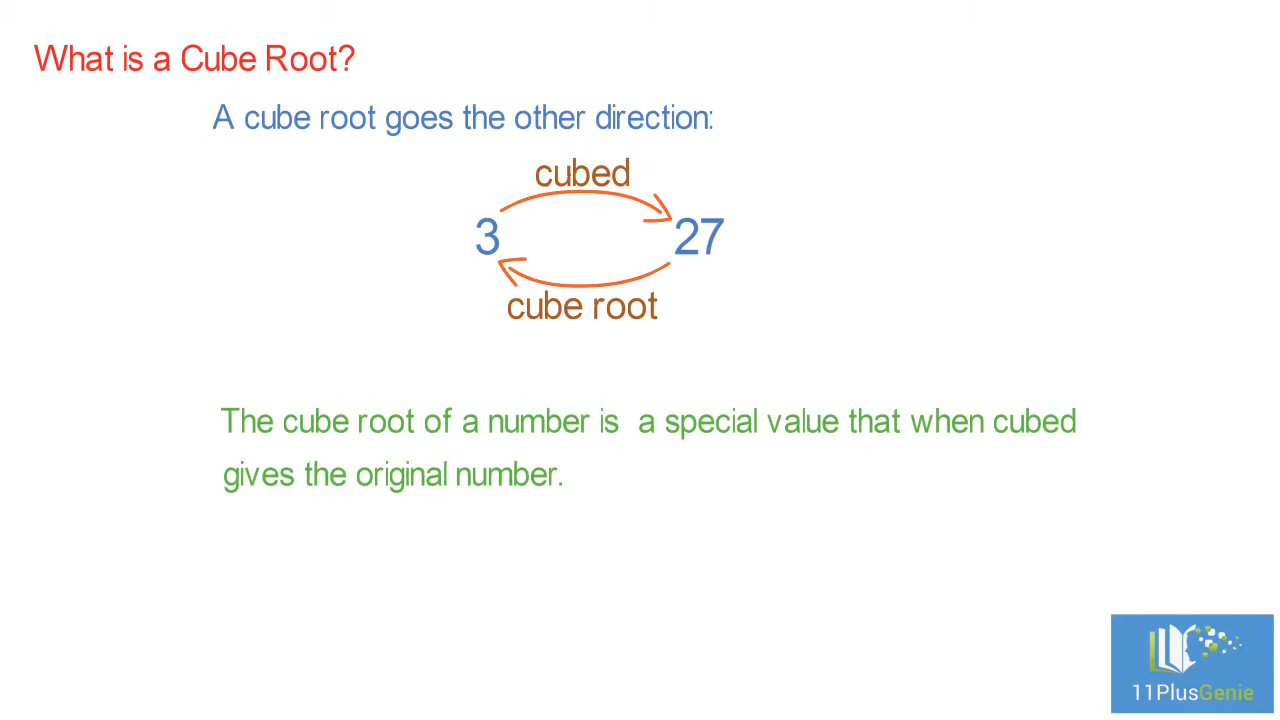 What is a Cube Root?
A cube root goes the other direction:
cubed
3 27
cube root
The cube root of a number is a special value that when cubed
gives the original number.
11PlusGenie